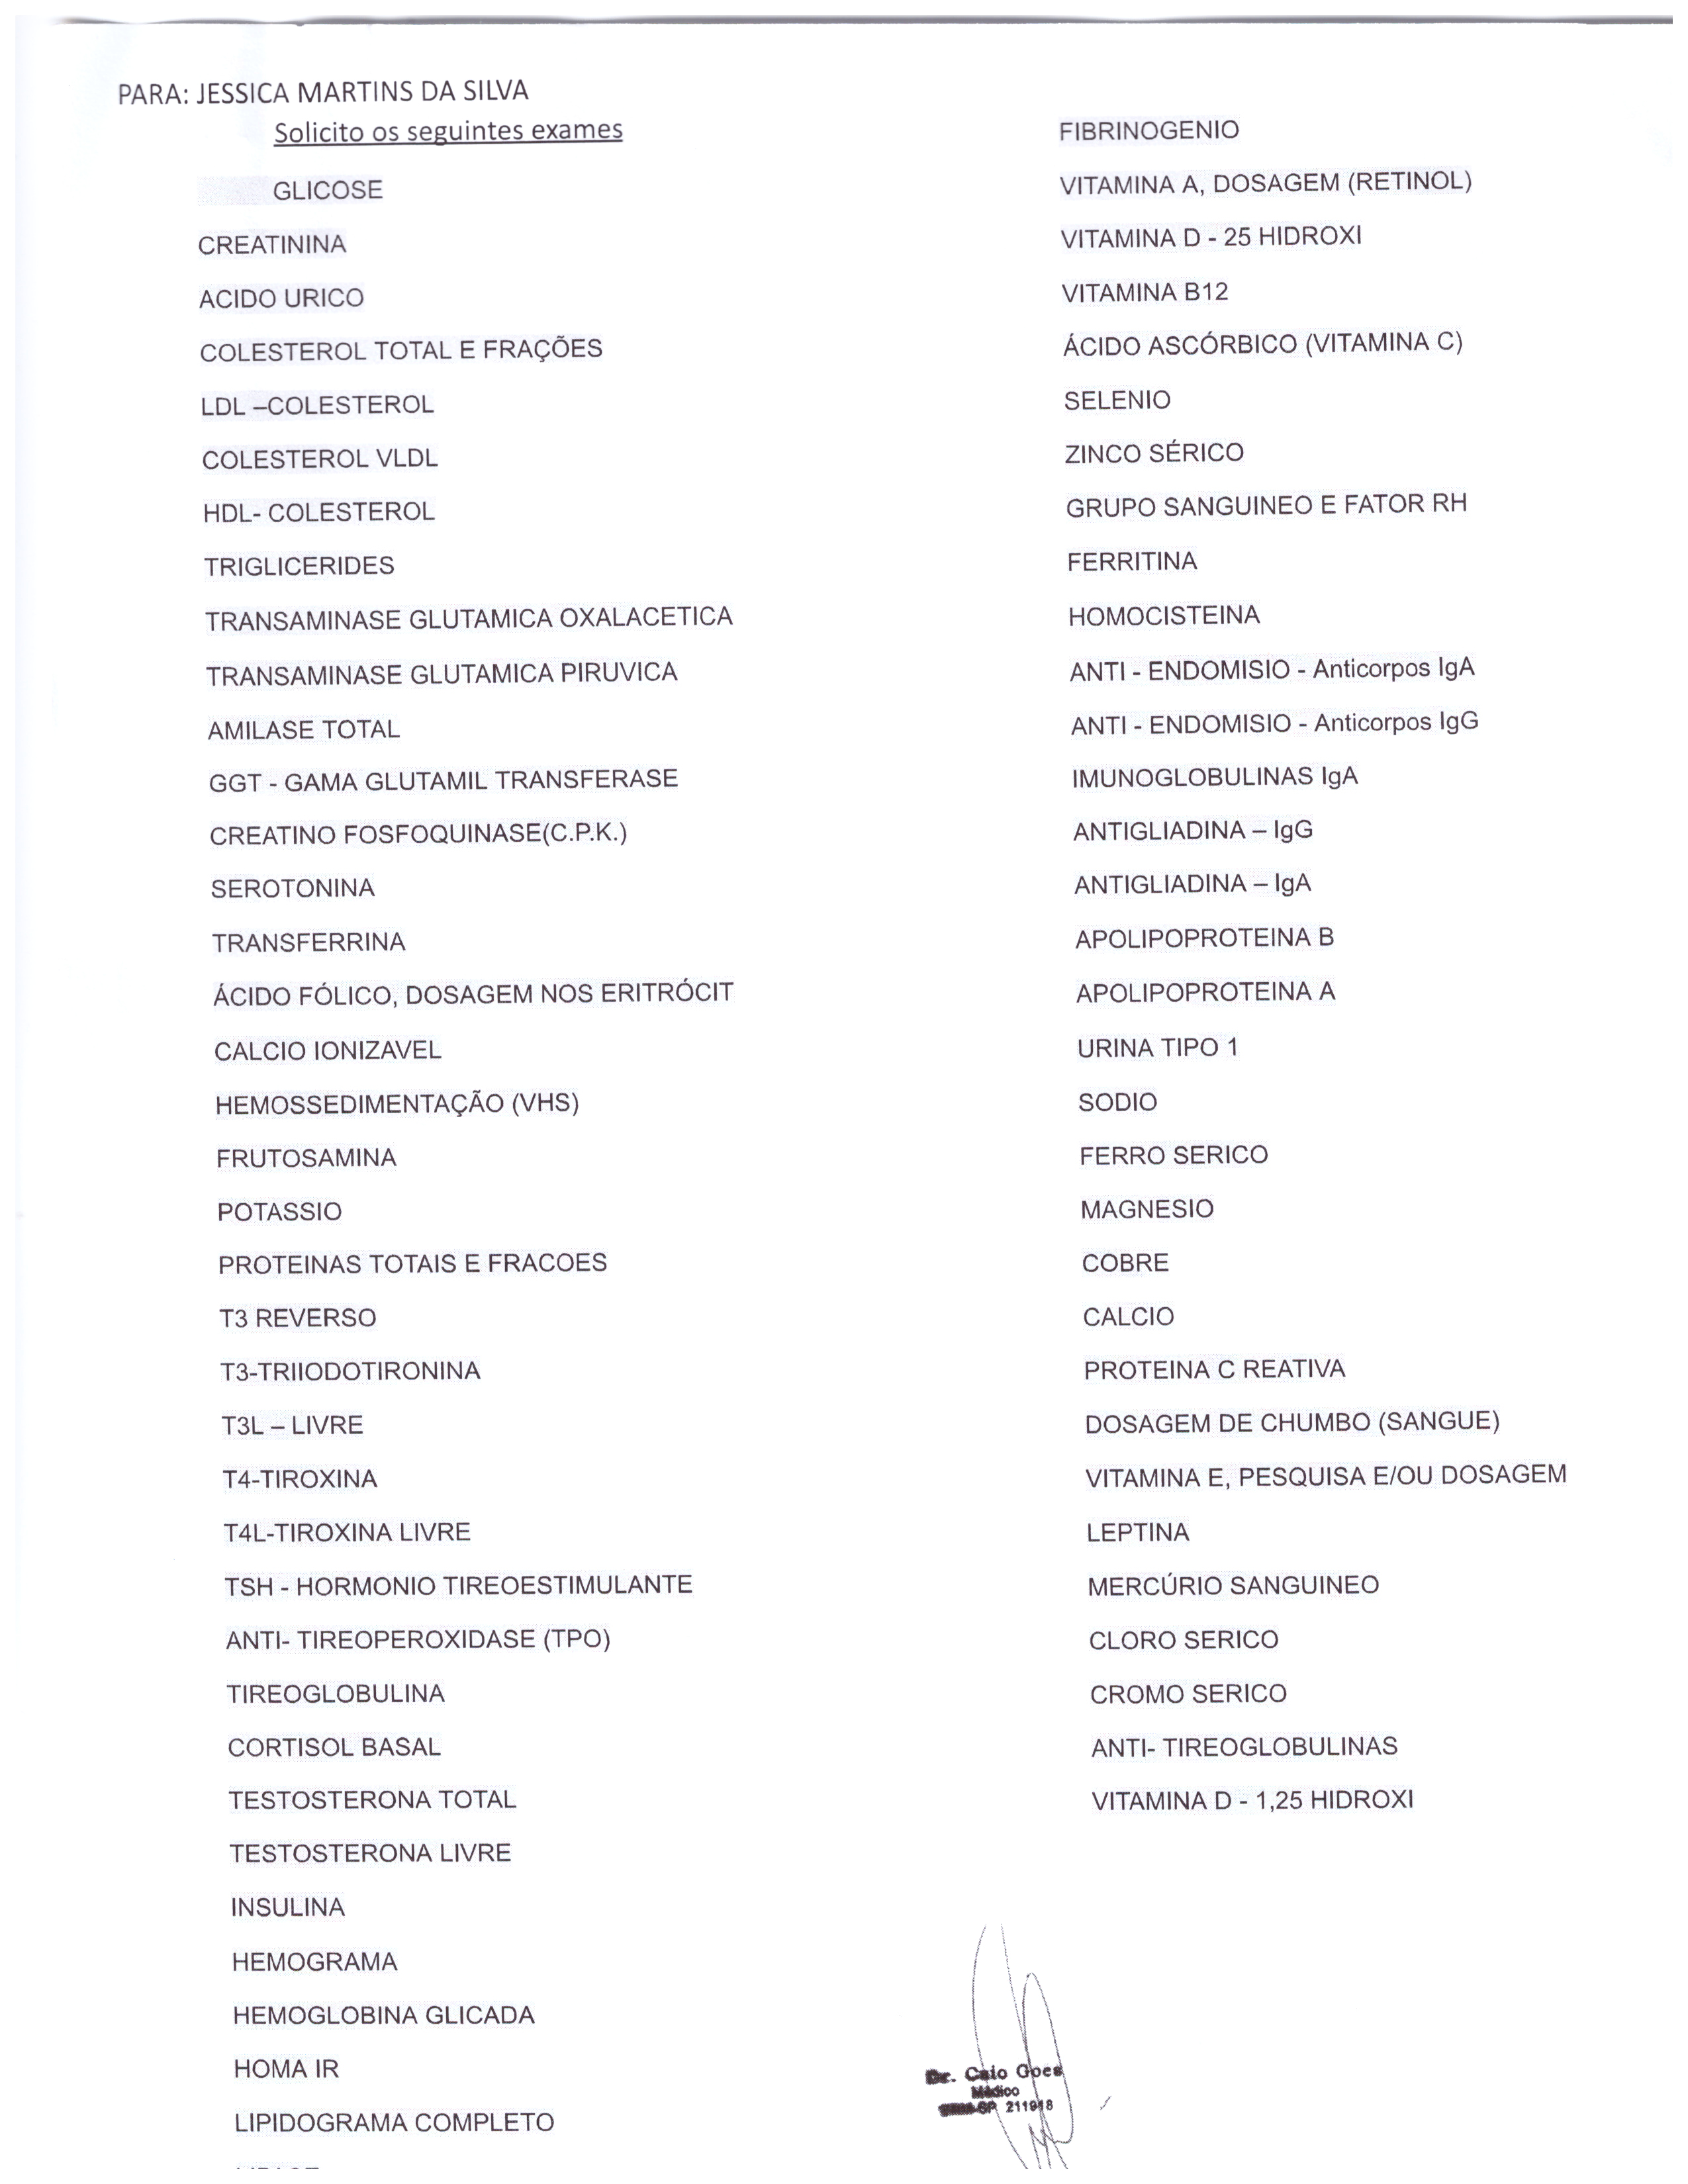 PARA: JESSICA MARTINS DA SILVA
Solicito os seguintes exames
GLICOSE
CREATININA
ACIDO URICO
COLESTEROL TOTAL E FRAÇÕES
LDL –COLESTEROL
COLESTEROL VLDL
HDL- COLESTEROL
TRIGLICERIDES
TRANSAMINASE GLUTAMICA OXALACETICA
TRANSAMINASE GLUTAMICA PIRUVICA
AMILASE TOTAL
GGT - GAMA GLUTAMIL TRANSFERASE
CREATINO FOSFOQUINASE(C.P.K.)
SEROTONINA
TRANSFERRINA
ÁCIDO FÓLICO, DOSAGEM NOS ERITRÓCIT
CALCIO IONIZAVEL
HEMOSSEDIMENTAÇÃO (VHS)
FRUTOSAMINA
POTASSIO
PROTEINAS TOTAIS E FRACOES
T3 REVERSO
T3-TRIIODOTIRONINA
T3L – LIVRE
T4-TIROXINA
T4L-TIROXINA LIVRE
TSH - HORMONIO TIREOESTIMULANTE
ANTI- TIREOPEROXIDASE (TPO)
TIREOGLOBULINA
CORTISOL BASAL
TESTOSTERONA TOTAL
TESTOSTERONA LIVRE
INSULINA
HEMOGRAMA
HEMOGLOBINA GLICADA
HOMA IR
LIPIDOGRAMA COMPLETO
FIBRINOGENIO
VITAMINA A, DOSAGEM (RETINOL)
VITAMINA D - 25 HIDROXI
VITAMINA B12
ÁCIDO ASCÓRBICO (VITAMINA C)
SELENIO
ZINCO SÉRICO
GRUPO SANGUINEO E FATOR RH
FERRITINA
HOMOCISTEINA
ANTI - ENDOMISIO - Anticorpos IgA
ANTI - ENDOMISIO - Anticorpos IgG
IMUNOGLOBULINAS IgA
ANTIGLIADINA – IgG
ANTIGLIADINA – IgA
APOLIPOPROTEINA B
APOLIPOPROTEINA A
URINA TIPO 1
SODIO
FERRO SERICO
MAGNESIO
COBRE
CALCIO
PROTEINA C REATIVA
DOSAGEM DE CHUMBO (SANGUE)
VITAMINA E, PESQUISA E/OU DOSAGEM
LEPTINA
MERCÚRIO SANGUINEO
CLORO SERICO
CROMO SERICO
ANTI- TIREOGLOBULINAS
VITAMINA D - 1,25 HIDROXI
Dr. Caio Goes
Médico
SP 211918